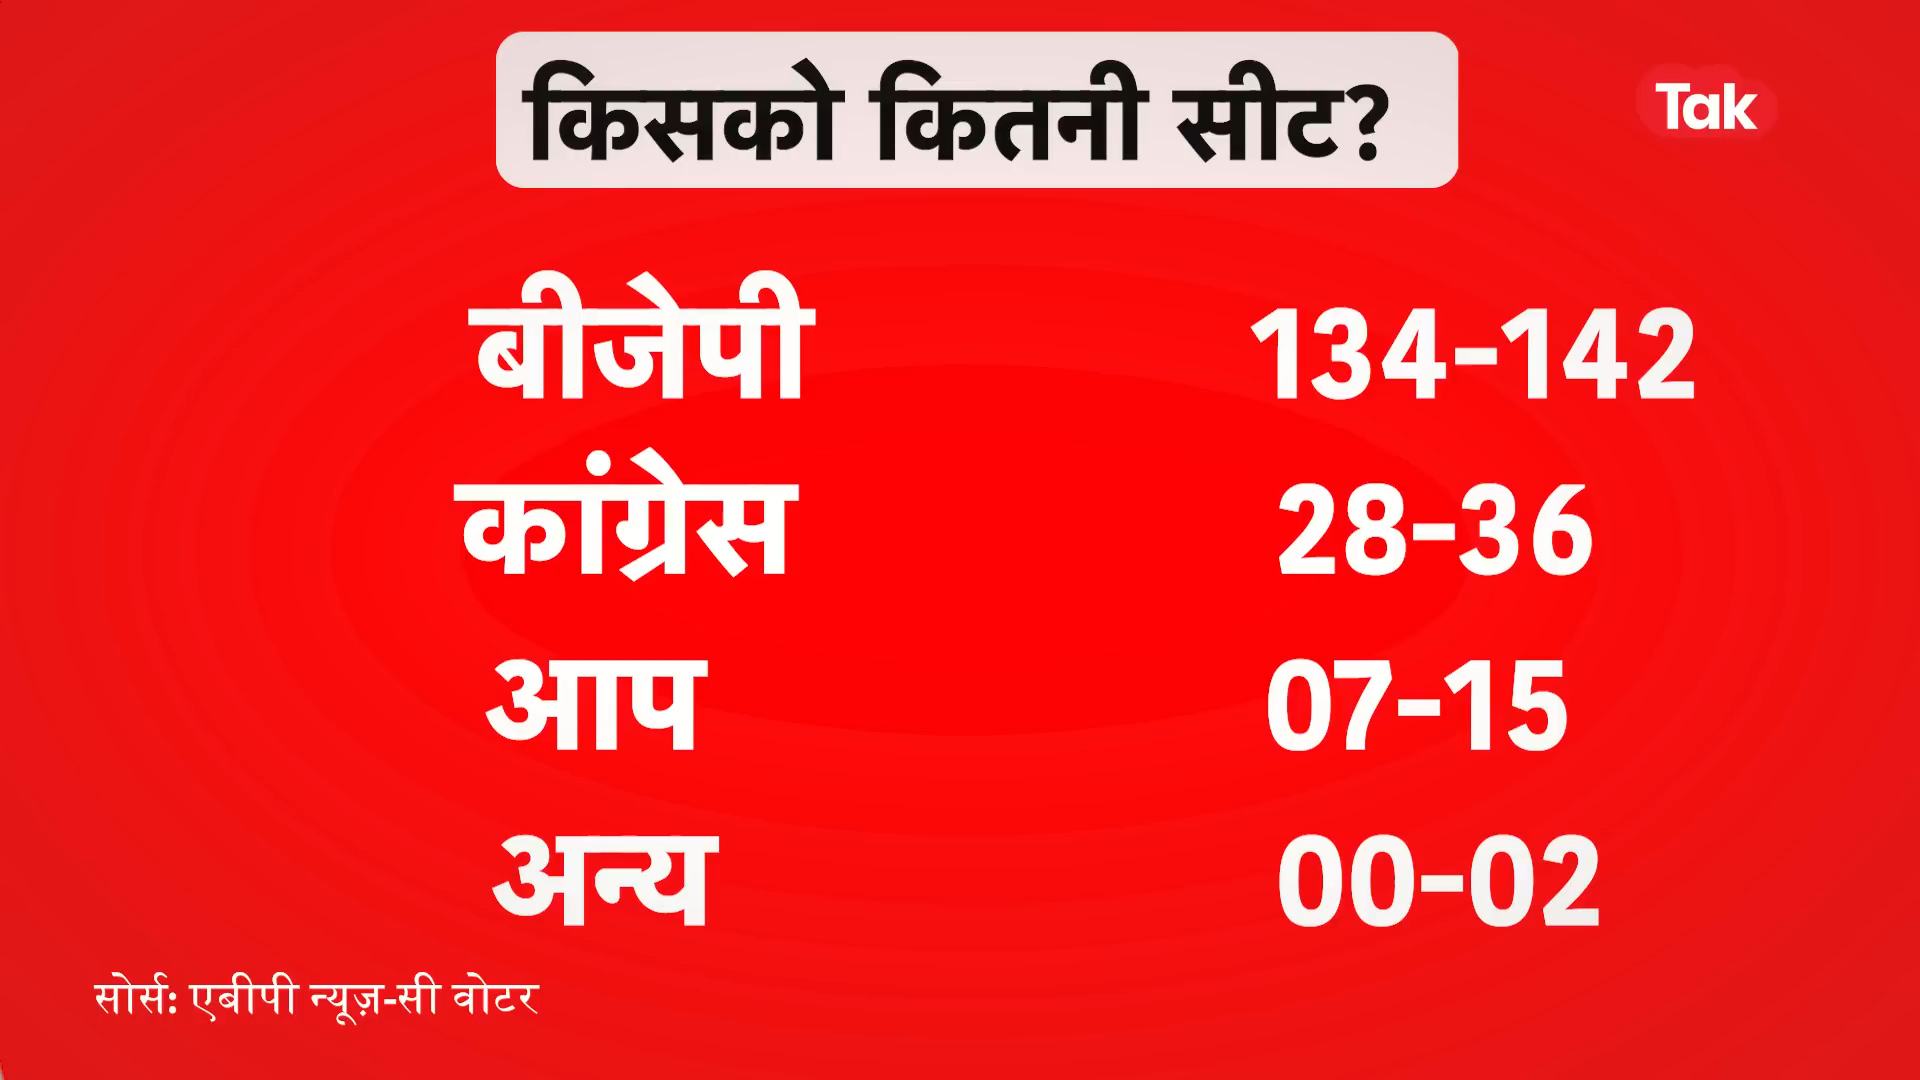 किसको कितनी सीट?
Tak
बीजेपी 134-142
कांग्रेस 28-36
आप 07-15
अन्य 00-02
सोर्स: एबीपी न्यूज़-सी वोटर